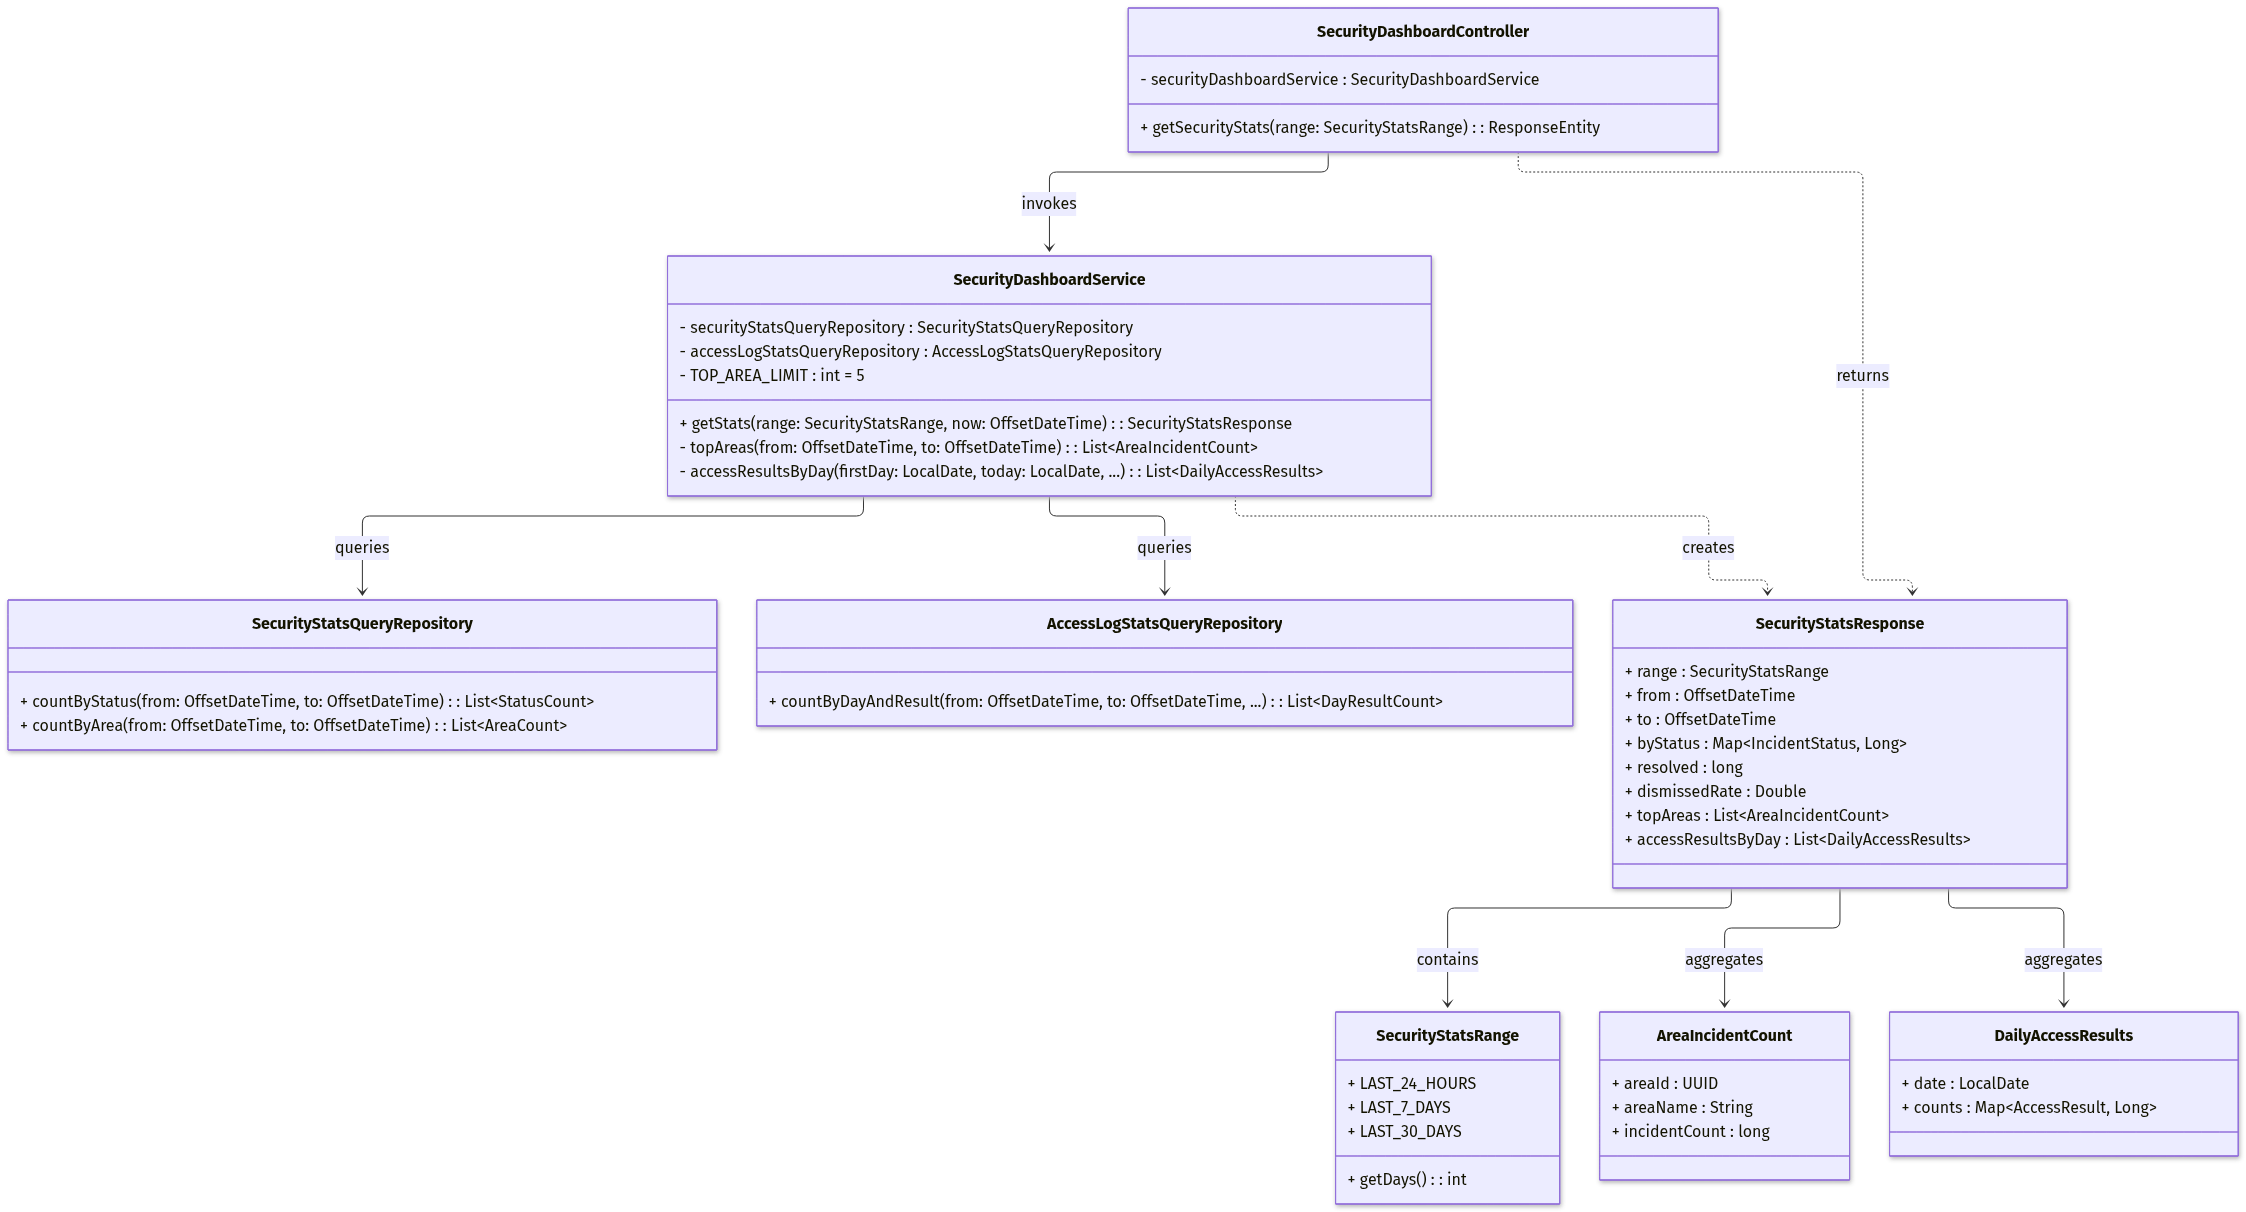 SecurityDashboardController
- securityDashboardService : SecurityDashboardService
+ getSecurityStats(range: SecurityStatsRange) : : ResponseEntity
invokes
returns
SecurityDashboardService
- securityStatsQueryRepository : SecurityStatsQueryRepository
- accessLogStatsQueryRepository : AccessLogStatsQueryRepository
- TOP_AREA_LIMIT : int = 5
+ getStats(range: SecurityStatsRange, now: OffsetDateTime) : : SecurityStatsResponse
- topAreas(from: OffsetDateTime, to: OffsetDateTime) : : List<AreaIncidentCount>
- accessResultsByDay(firstDay: LocalDate, today: LocalDate, ...) : : List<DailyAccessResults>
queries
queries
creates
SecurityStatsQueryRepository
+ countByStatus(from: OffsetDateTime, to: OffsetDateTime) : : List<StatusCount>
+ countByArea(from: OffsetDateTime, to: OffsetDateTime) : : List<AreaCount>
AccessLogStatsQueryRepository
+ countByDayAndResult(from: OffsetDateTime, to: OffsetDateTime, ...) : : List<DayResultCount>
SecurityStatsResponse
+ range : SecurityStatsRange
+ from : OffsetDateTime
+ to : OffsetDateTime
+ byStatus : Map<IncidentStatus, Long>
+ resolved : long
+ dismissedRate : Double
+ topAreas : List<AreaIncidentCount>
+ accessResultsByDay : List<DailyAccessResults>
contains
aggregates
aggregates
SecurityStatsRange
+ LAST_24_HOURS
+ LAST_7_DAYS
+ LAST_30_DAYS
+ getDays() : : int
AreaIncidentCount
+ areaId : UUID
+ areaName : String
+ incidentCount : long
DailyAccessResults
+ date : LocalDate
+ counts : Map<AccessResult, Long>